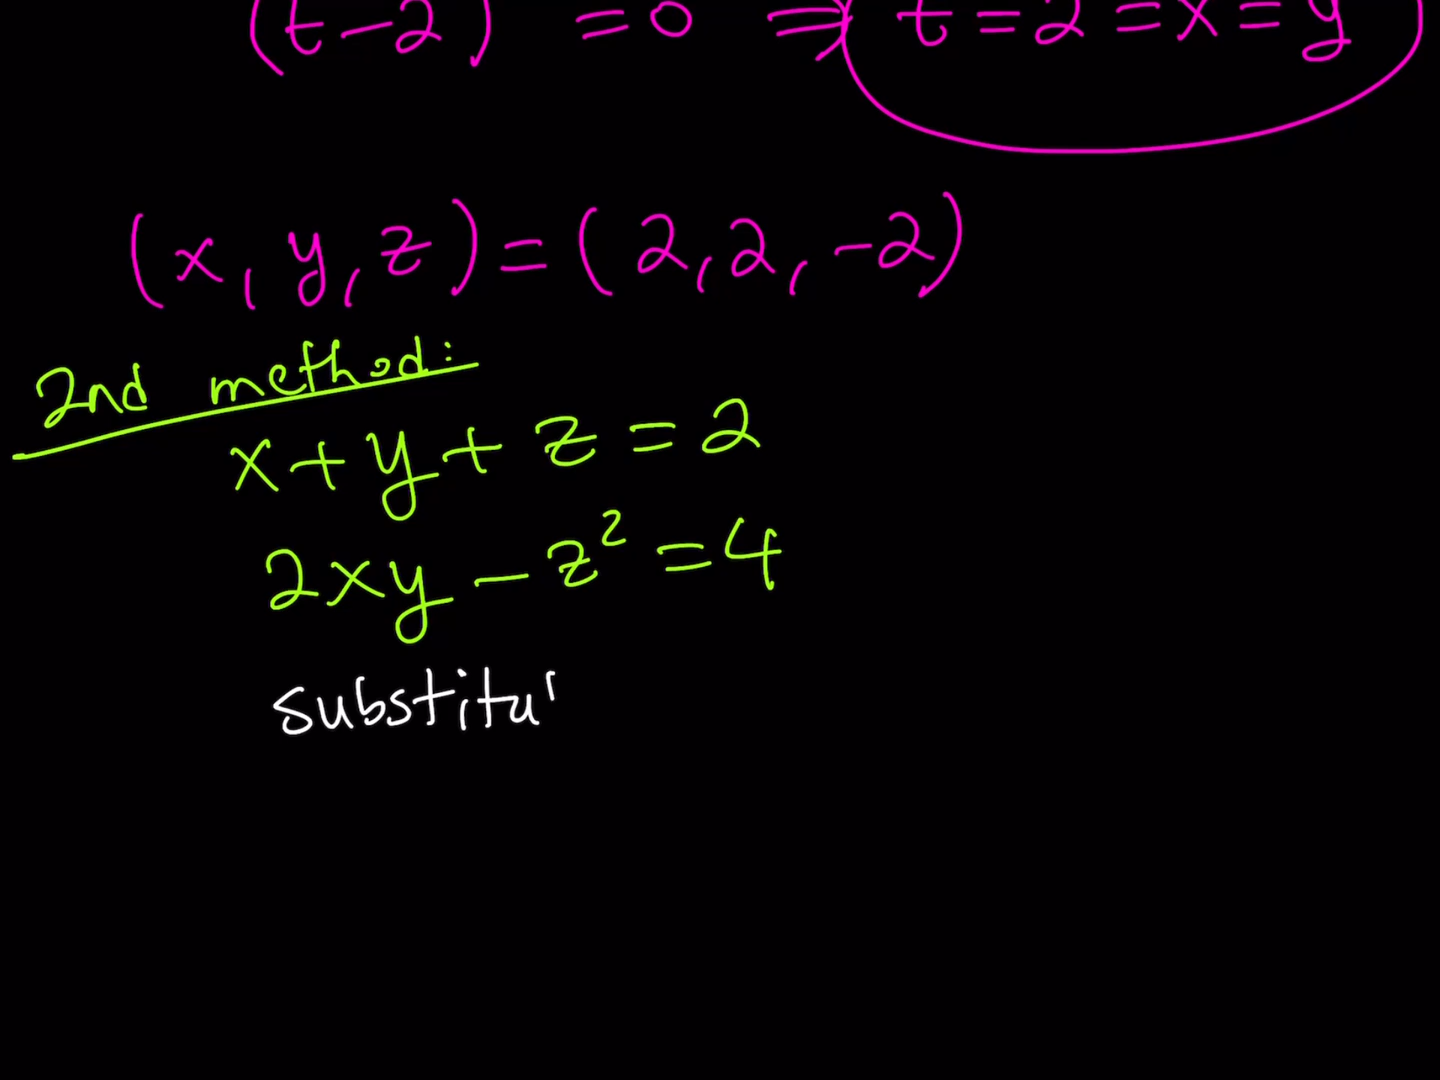 (t-2) =0 ⇒ t=2=x=y
(x, y, z)=(2,2,-2)
2nd method:
x+y+z=2
2xy-z²=4
substitu